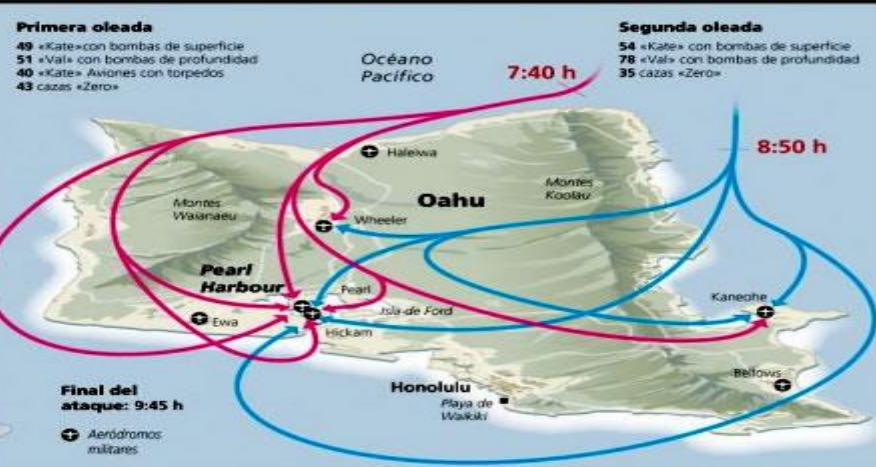 Primera oleada
49 «Kate»con bombas de superficie
51 «Val» con bombas de profundidad
40 «Kate» Aviones con torpedos
43 cazas «Zero»
Segunda oleada
54 «Kate» con bombas de superficie
78 «Val» con bombas de profundidad
35 cazas «Zero»
Océano
Pacífico
7:40 h
8:50 h
Haleiwa
Oahu
Montes
Koolau
Montes
Waianaeu
Wheeler
Pearl
Harbour
Pearl
Isla de Ford
Kaneohe
Ewa
Hickam
Bellows
Honolulu
Playa de
Waikiki
Final del
ataque: 9:45 h
Aeródromos
militares